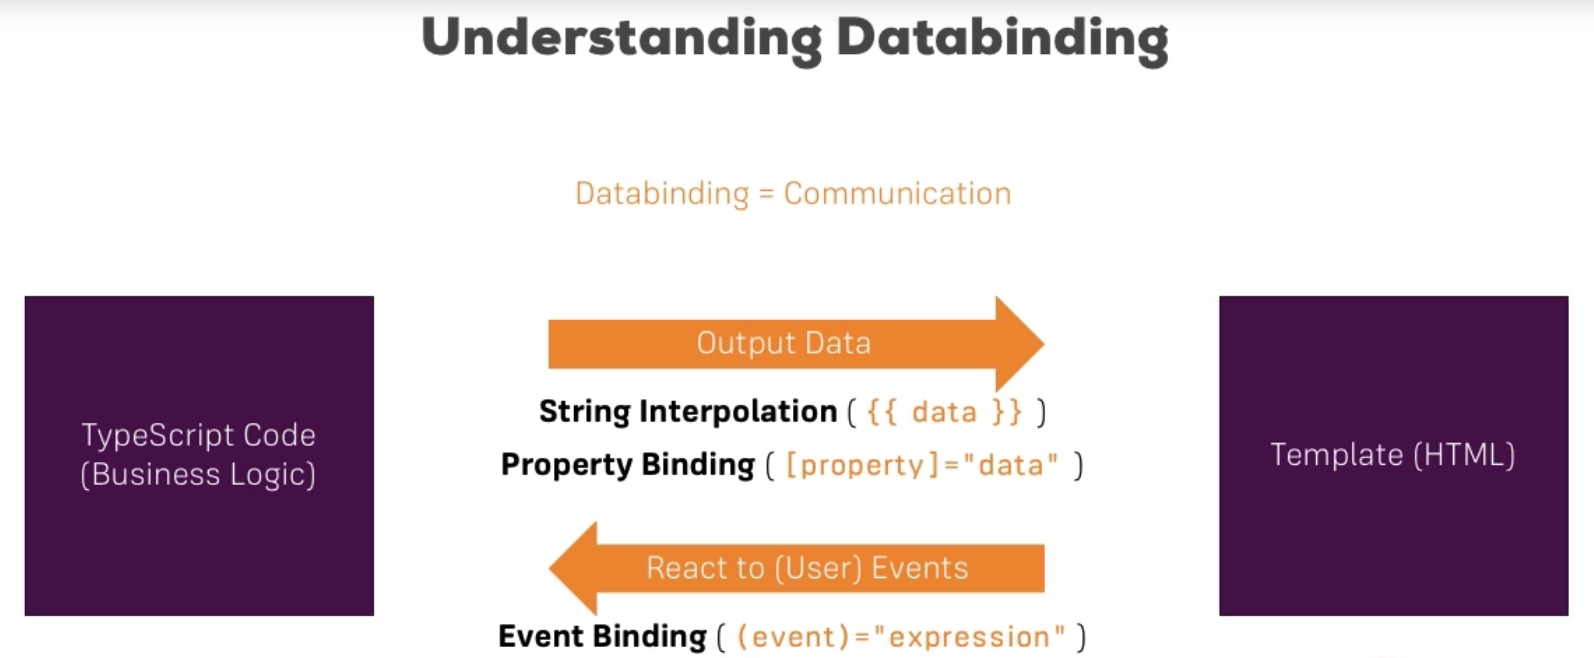 Understanding Databinding
Databinding = Communication
Output Data
String Interpolation ( {{ data }} )
Property Binding ( [property]="data" )
TypeScript Code
(Business Logic)
Template (HTML)
React to (User) Events
Event Binding ( (event)="expression" )